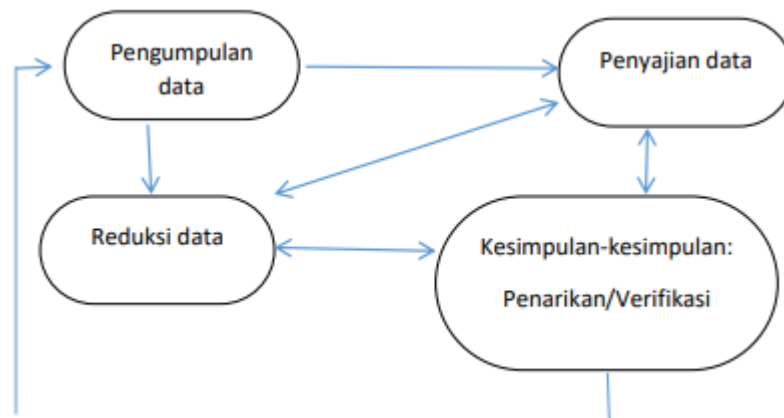 Pengumpulan
data
Penyajian data
Reduksi data
Kesimpulan-kesimpulan:
Penarikan/Verifikasi